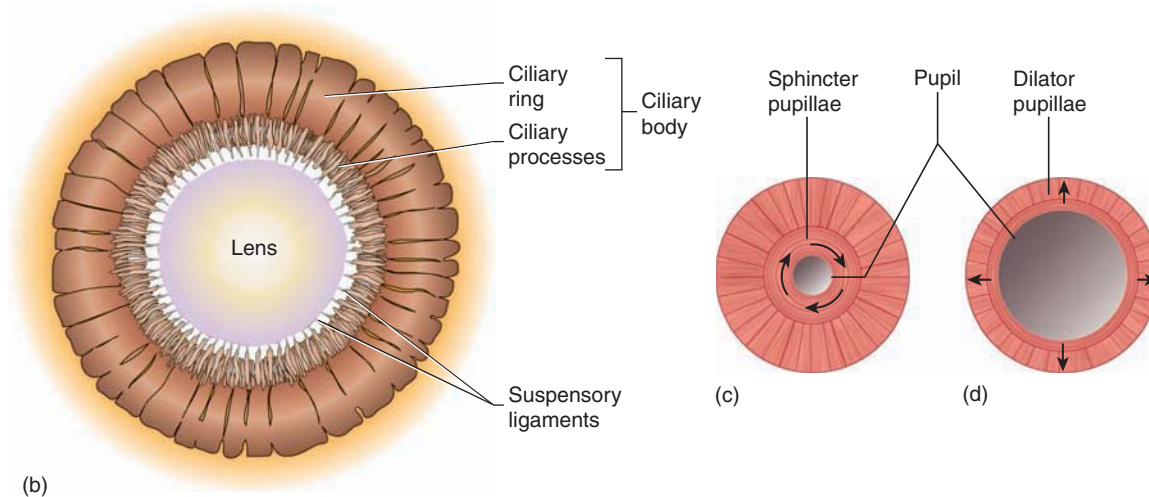 Ciliary
ring
Ciliary
processes
Ciliary
body
Lens
Suspensory
ligaments
(b)
Sphincter
pupillae
Pupil
Dilator
pupillae
(c)
(d)